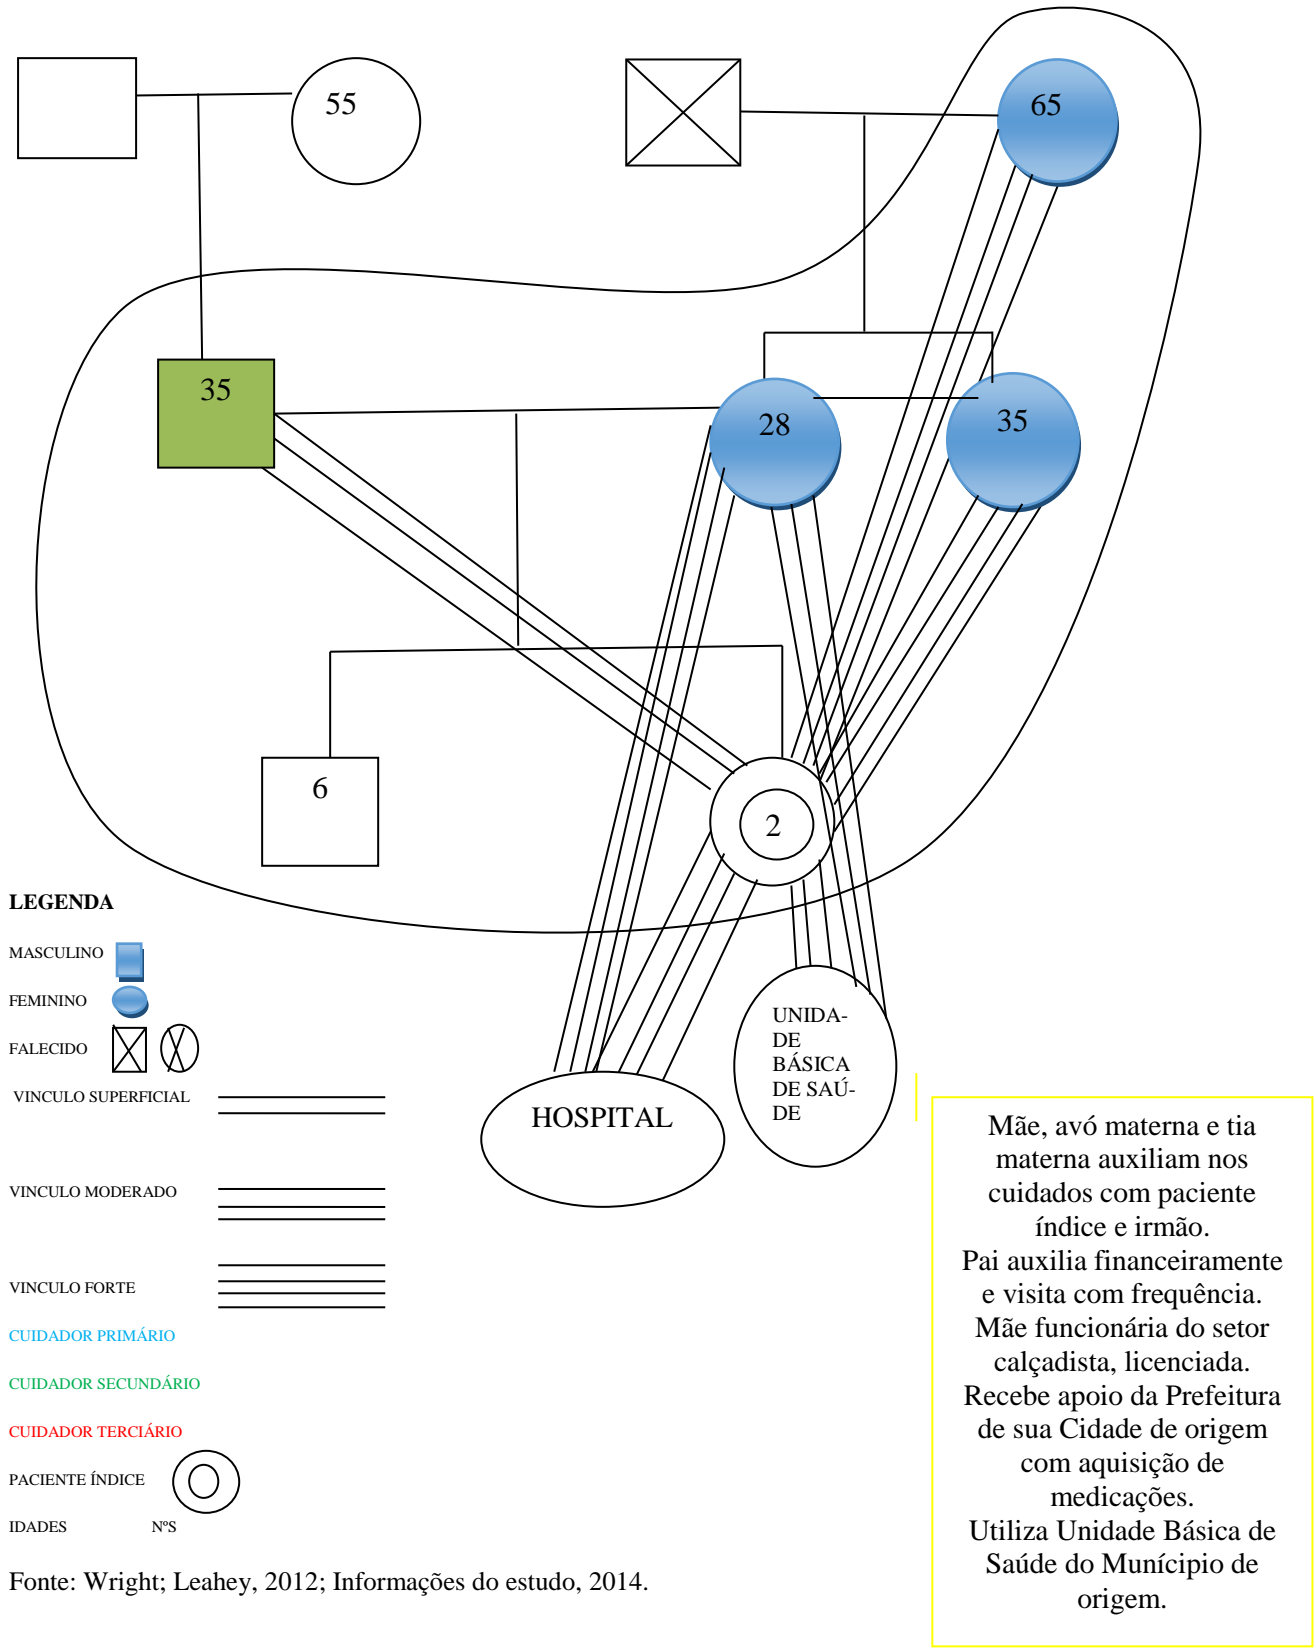 55
65
35
28
35
6
2
LEGENDA
MASCULINO
FEMININO
FALECIDO
VINCULO SUPERFICIAL
VINCULO MODERADO
VINCULO FORTE
CUIDADOR PRIMÁRIO
CUIDADOR SECUNDÁRIO
CUIDADOR TERCIÁRIO
PACIENTE ÍNDICE
IDADES NºS
HOSPITAL
UNIDA-
DE
BÁSICA
DE SAÚ-
DE
Mãe, avó materna e tia
materna auxiliam nos
cuidados com paciente
índice e irmão.
Pai auxilia financeiramente
e visita com frequência.
Mãe funcionária do setor
calçadista, licenciada.
Recebe apoio da Prefeitura
de sua Cidade de origem
com aquisição de
medicações.
Utiliza Unidade Básica de
Saúde do Munícipio de
origem.
Fonte: Wright; Leahey, 2012; Informações do estudo, 2014.